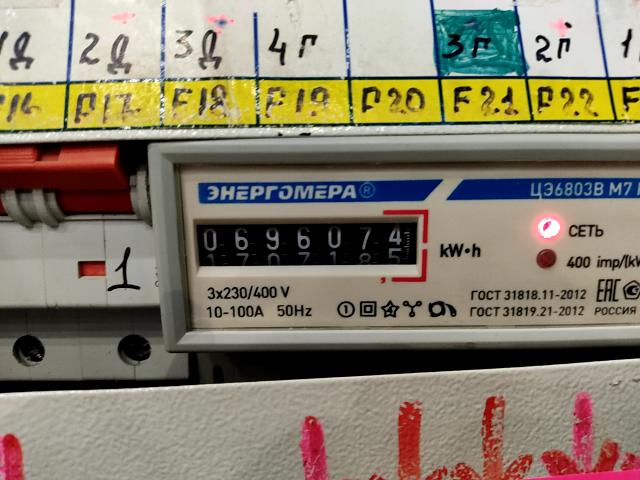 2Д 3Д 4Г 3Г 2Г
F17 F18 F19 F20 F21 F22
ЭНЕРГОМЕРА®
ЦЭ6803В М7
0696074
kW•h
СЕТЬ
400 imp/(kW
1
3x230/400 V
10-100A 50Hz
ГОСТ 31818.11-2012
ГОСТ 31819.21-2012
EAC
РОССИЯ